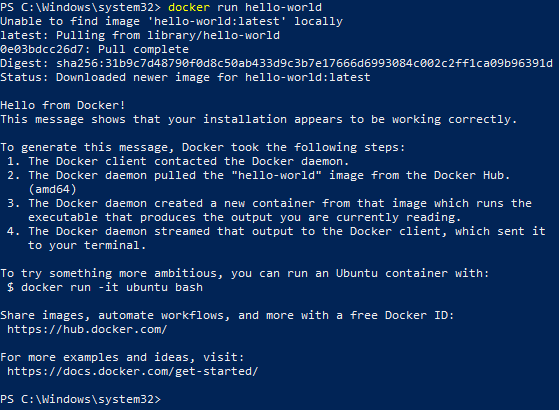 PS C:\Windows\system32> docker run hello-world
Unable to find image 'hello-world:latest' locally
latest: Pulling from library/hello-world
0e03bdcc26d7: Pull complete
Digest: sha256:31b9c7d48790f0d8c50ab433d9c3b7e17666d6993084c002c2ff1ca09b96391d
Status: Downloaded newer image for hello-world:latest
Hello from Docker!
This message shows that your installation appears to be working correctly.
To generate this message, Docker took the following steps:
1. The Docker client contacted the Docker daemon.
2. The Docker daemon pulled the "hello-world" image from the Docker Hub.
(amd64)
3. The Docker daemon created a new container from that image which runs the
executable that produces the output you are currently reading.
4. The Docker daemon streamed that output to the Docker client, which sent it
to your terminal.
To try something more ambitious, you can run an Ubuntu container with:
$ docker run -it ubuntu bash
Share images, automate workflows, and more with a free Docker ID:
https://hub.docker.com/
For more examples and ideas, visit:
https://docs.docker.com/get-started/
PS C:\Windows\system32>